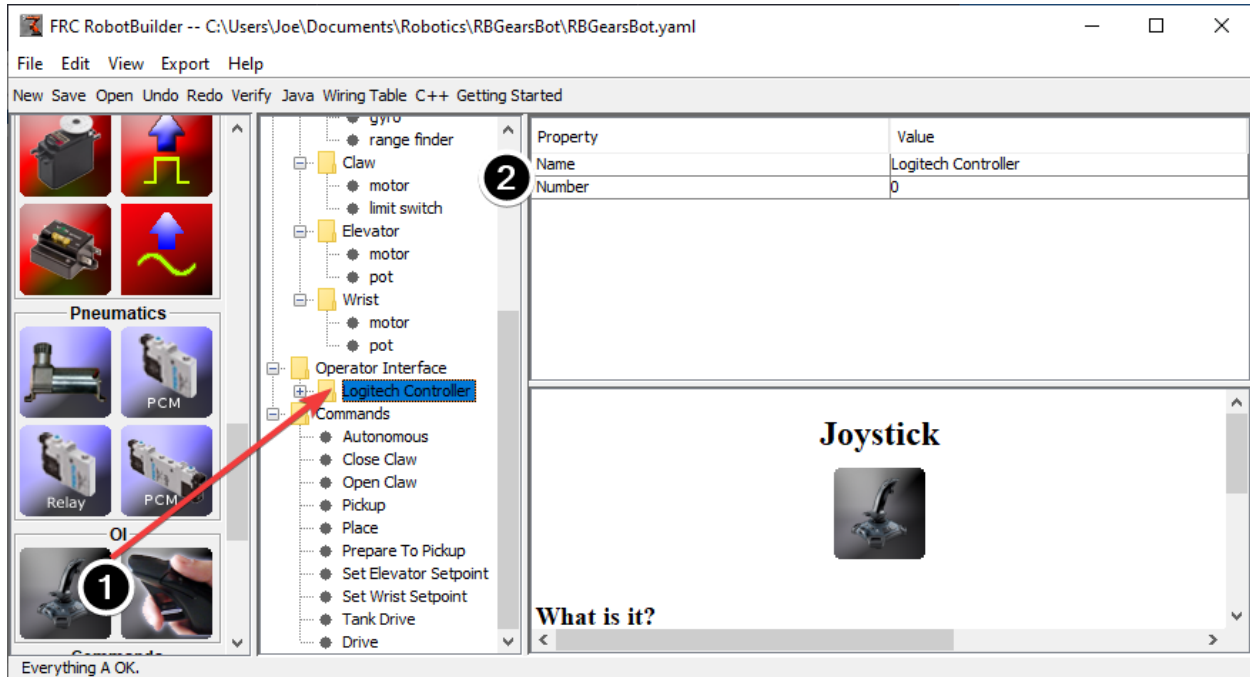 FRC RobotBuilder -- C:\Users\Joe\Documents\Robotics\RBGearsBot\RBGearsBot.yaml
File Edit View Export Help
New Save Open Undo Redo Verify Java Wiring Table C++ Getting Started
Pneumatics
PCM
Relay
PCM
OI
1
Commands
gyro
range finder
Claw
motor
limit switch
Elevator
motor
pot
Wrist
motor
pot
Operator Interface
Logitech Controller
Commands
Autonomous
Close Claw
Open Claw
Pickup
Place
Prepare To Pickup
Set Elevator Setpoint
Set Wrist Setpoint
Tank Drive
Drive
2
Property Value
Name Logitech Controller
Number 0
Joystick
What is it?
Everything A OK.